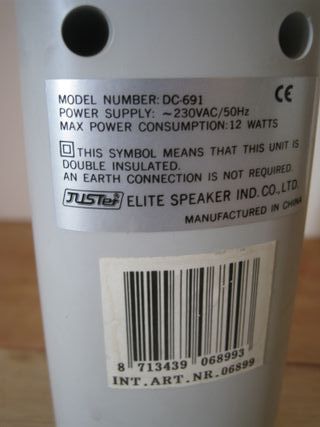 MODEL NUMBER: DC-691 CE
POWER SUPPLY: ~230VAC/50Hz
MAX POWER CONSUMPTION:12 WATTS
THIS SYMBOL MEANS THAT THIS UNIT IS
DOUBLE INSULATED.
AN EARTH CONNECTION IS NOT REQUIRED.
JUSTer ELITE SPEAKER IND.CO.,LTD.
MANUFACTURED IN CHINA
8 713439 068993
INT.ART.NR.06899